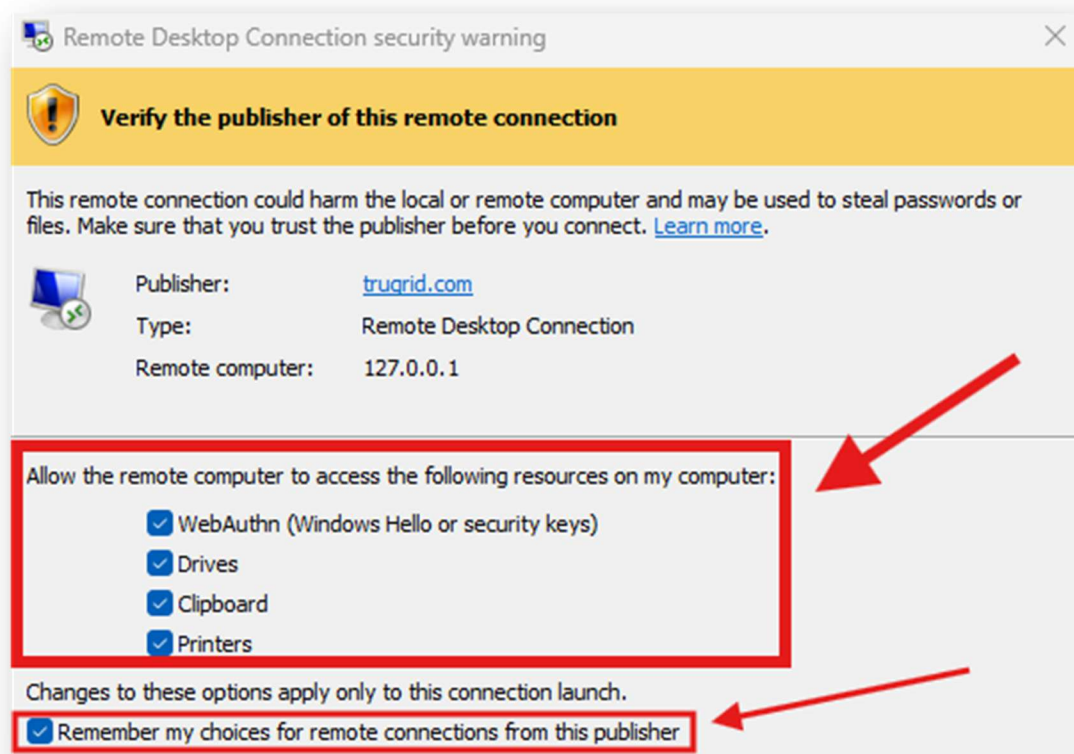 Remote Desktop Connection security warning
Verify the publisher of this remote connection
This remote connection could harm the local or remote computer and may be used to steal passwords or
files. Make sure that you trust the publisher before you connect. Learn more.
Publisher: trugrid.com
Type: Remote Desktop Connection
Remote computer: 127.0.0.1
Allow the remote computer to access the following resources on my computer:
WebAuthn (Windows Hello or security keys)
Drives
Clipboard
Printers
Changes to these options apply only to this connection launch.
Remember my choices for remote connections from this publisher